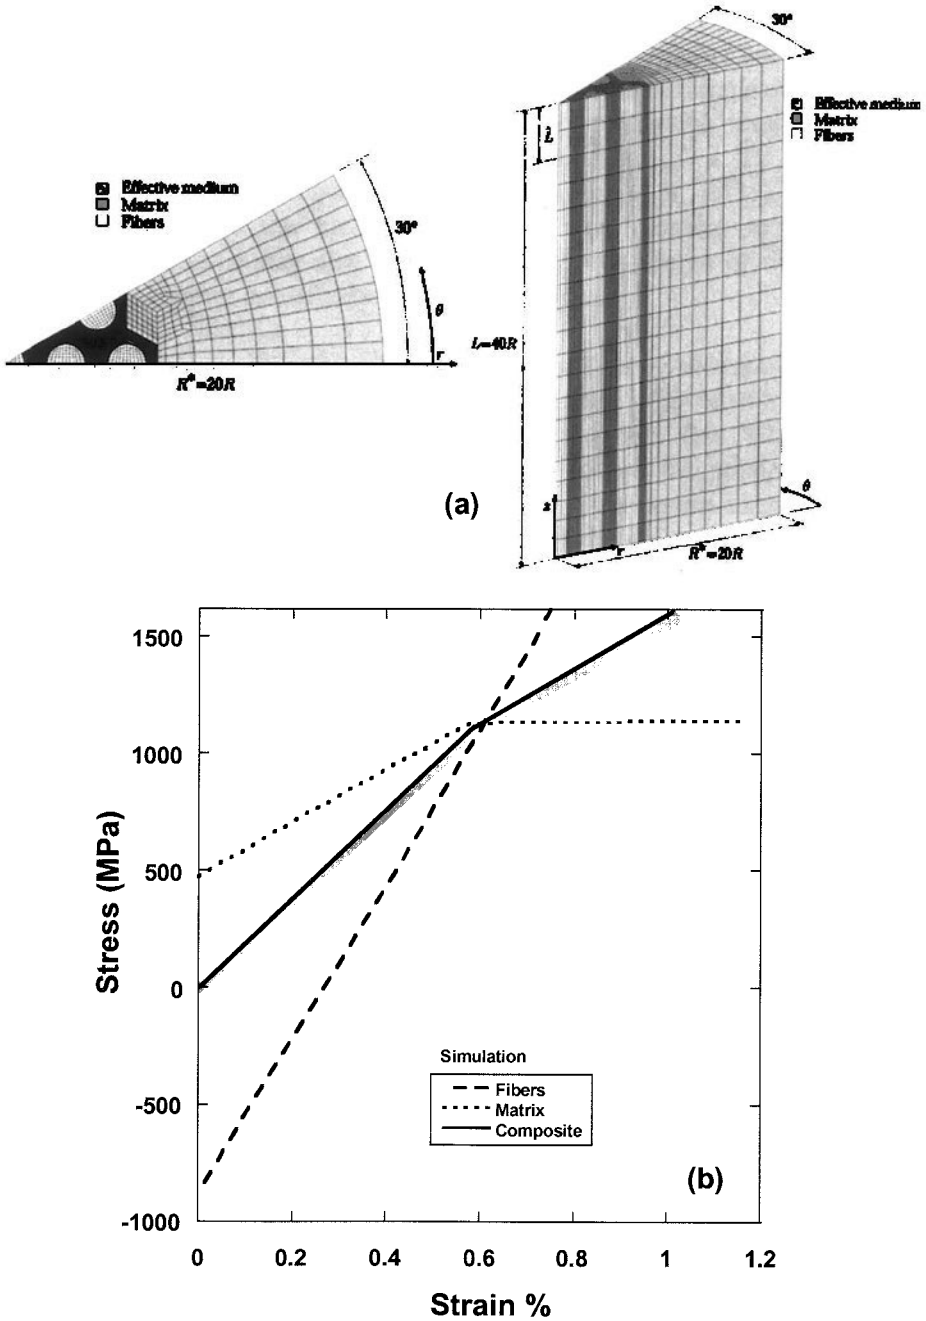 30°
Effective medium
Matrix
Fibers
L̂
Effective medium
Matrix
Fibers
30°
θ
r
R*=20R
L=40R
(a)
z
r
θ
R*=20R
1500
1000
500
0
-500
-1000
Stress (MPa)
Simulation
Fibers
Matrix
Composite
(b)
0
0.2
0.4
0.6
0.8
1
1.2
Strain %